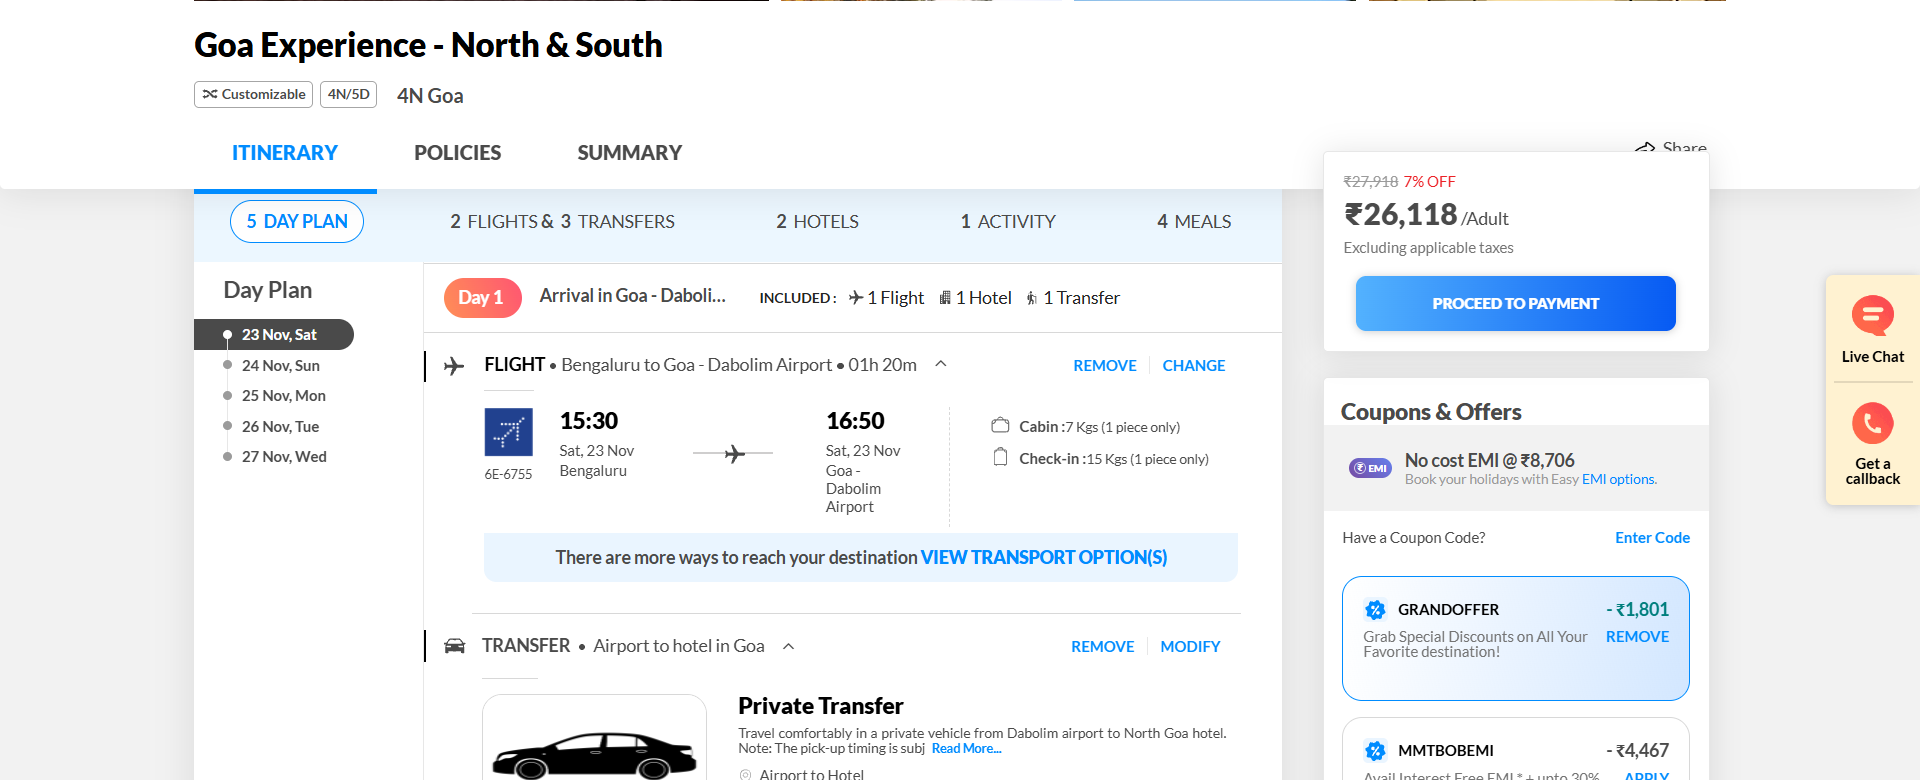 Goa Experience - North & South
Customizable 4N/5D 4N Goa
ITINERARY POLICIES SUMMARY
Share
5 DAY PLAN 2 FLIGHTS & 3 TRANSFERS 2 HOTELS 1 ACTIVITY 4 MEALS
Day Plan
23 Nov, Sat
24 Nov, Sun
25 Nov, Mon
26 Nov, Tue
27 Nov, Wed
Day 1 Arrival in Goa - Daboli... INCLUDED : 1 Flight 1 Hotel 1 Transfer
FLIGHT • Bengaluru to Goa - Dabolim Airport • 01h 20m REMOVE CHANGE
6E-6755
15:30
Sat, 23 Nov
Bengaluru
16:50
Sat, 23 Nov
Goa -
Dabolim
Airport
Cabin :7 Kgs (1 piece only)
Check-in :15 Kgs (1 piece only)
There are more ways to reach your destination VIEW TRANSPORT OPTION(S)
TRANSFER • Airport to hotel in Goa REMOVE MODIFY
Private Transfer
Travel comfortably in a private vehicle from Dabolim airport to North Goa hotel.
Note: The pick-up timing is subj Read More...
Airport to Hotel
₹27,918 7% OFF
₹26,118 /Adult
Excluding applicable taxes
PROCEED TO PAYMENT
Coupons & Offers
₹ EMI
No cost EMI @ ₹8,706
Book your holidays with Easy EMI options.
Have a Coupon Code? Enter Code
GRANDOFFER - ₹1,801
Grab Special Discounts on All Your REMOVE
Favorite destination!
MMTBOBEMI - ₹4,467
Avail Interest Free EMI * + upto 30% APPLY
Live Chat
Get a
callback